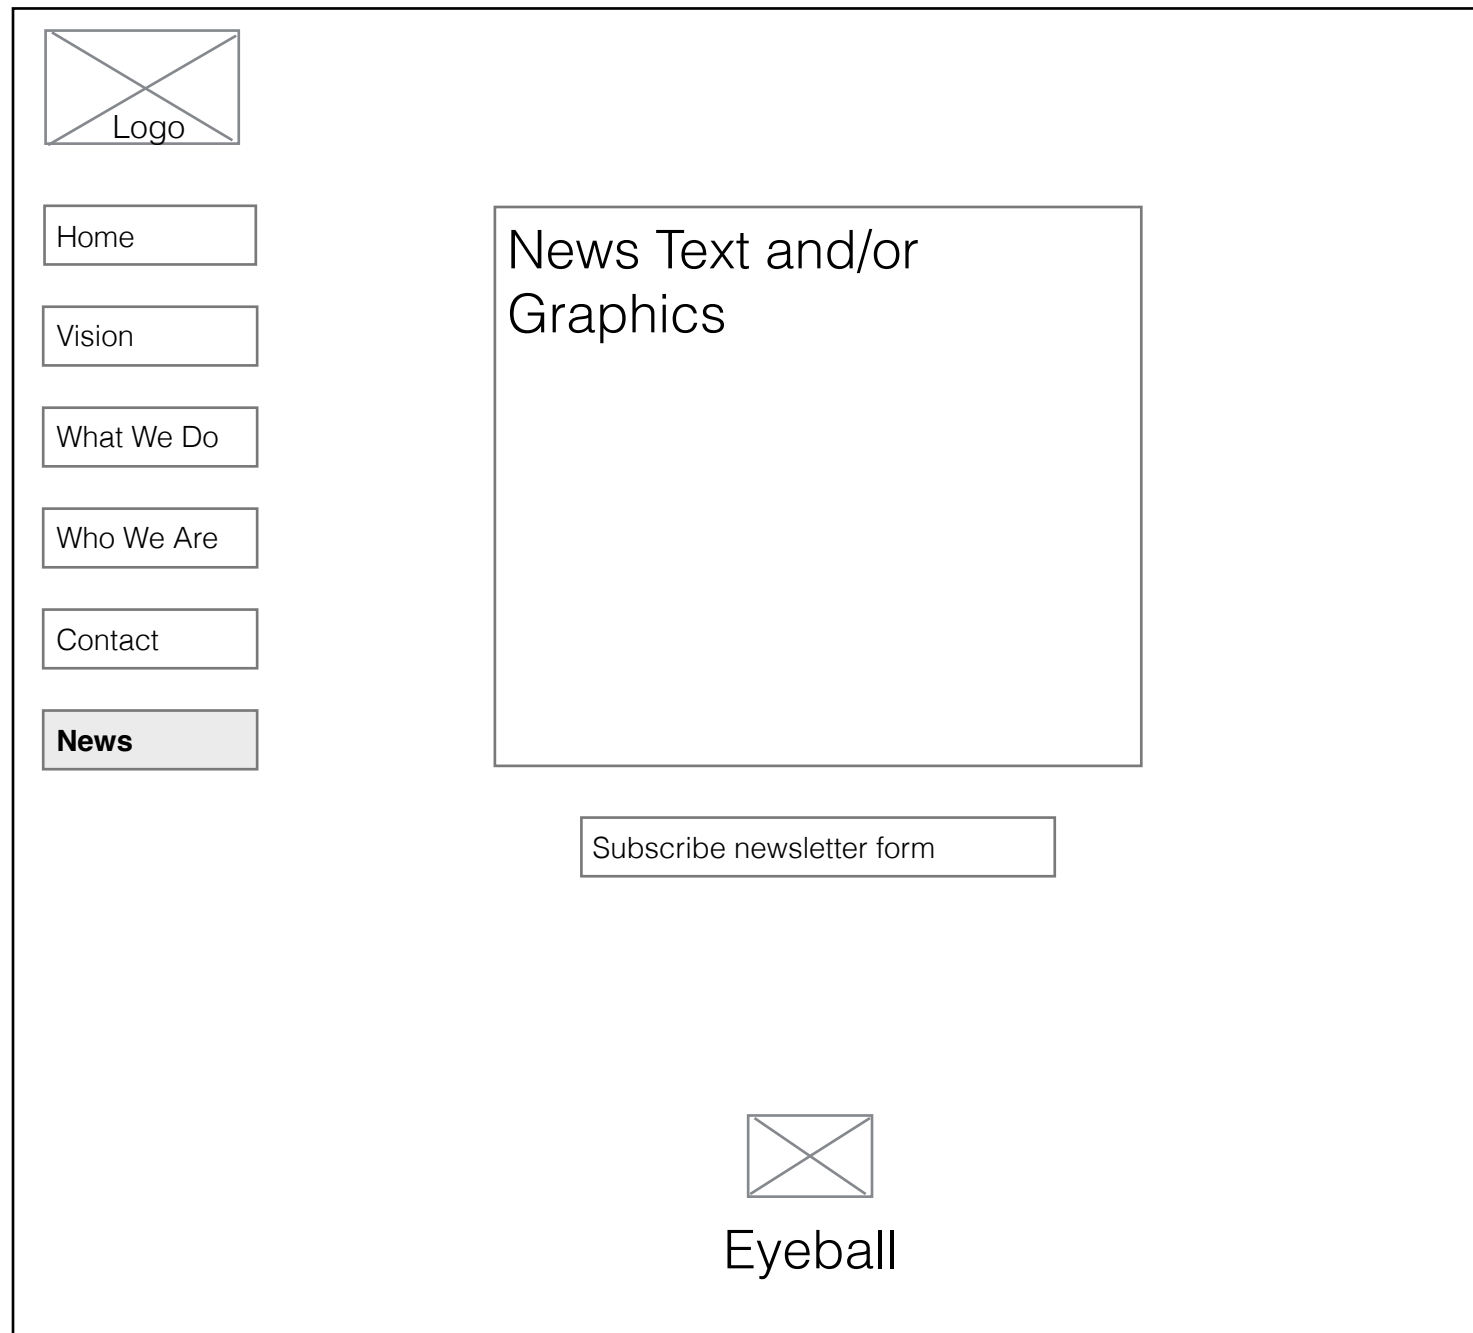 Logo
Home
Vision
What We Do
Who We Are
Contact
News
News Text and/or
Graphics
Subscribe newsletter form
Eyeball